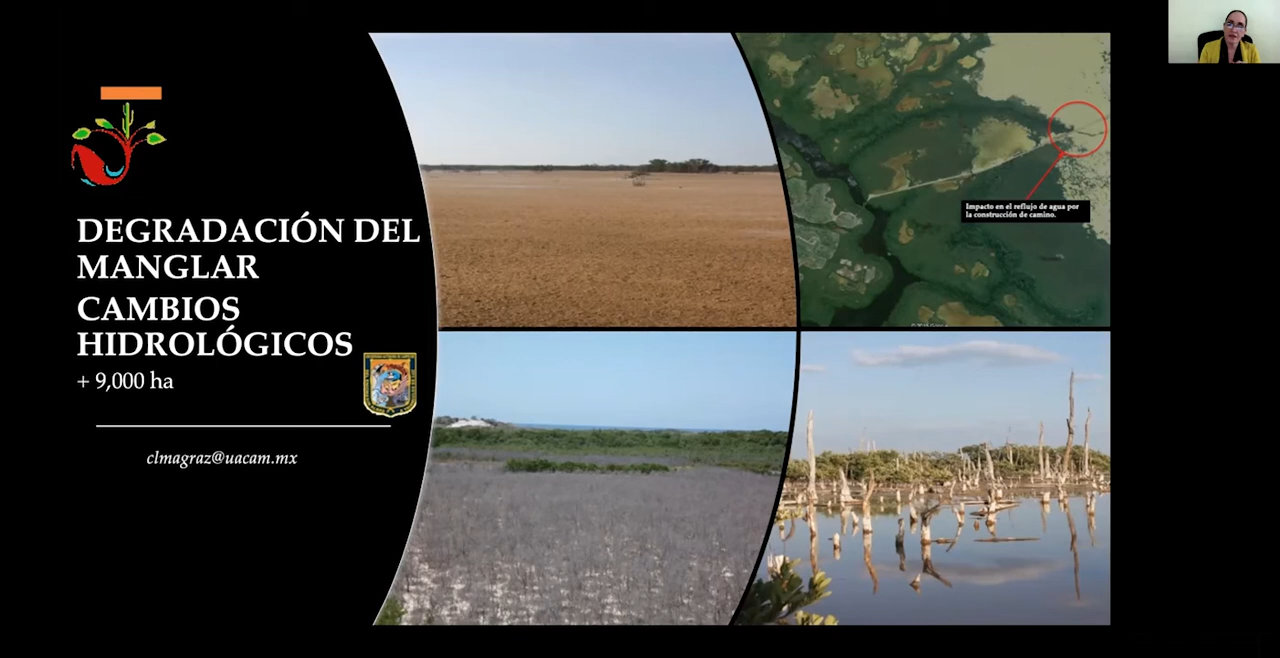 DEGRADACIÓN DEL
MANGLAR
CAMBIOS
HIDROLÓGICOS
+ 9,000 ha
clmagraz@uacam.mx
Impacto en el reflujo de agua por
la construcción de camino.